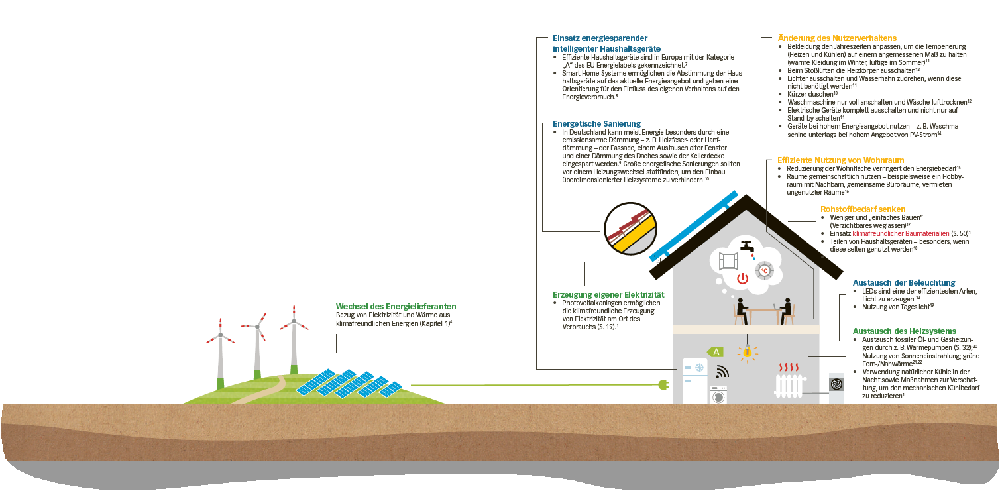 Einsatz energiesparender
intelligenter Haushaltsgeräte
• Effiziente Haushaltsgeräte sind in Europa mit der Kategorie
„A" des EU-Energielabels gekennzeichnet.⁷
• Smart Home Systeme ermöglichen die Abstimmung der Haus-
haltsgeräte auf das aktuelle Energieangebot und geben eine
Orientierung für den Einfluss des eigenen Verhaltens auf den
Energieverbrauch.⁸
Energetische Sanierung
• In Deutschland kann meist Energie besonders durch eine
emissionsarme Dämmung – z. B. Holzfaser- oder Hanf-
dämmung – der Fassade, einem Austausch alter Fenster
und einer Dämmung des Daches sowie der Kellerdecke
eingespart werden.⁹ Große energetische Sanierungen sollten
vor einem Heizungswechsel stattfinden, um den Einbau
überdimensionierter Heizsysteme zu verhindern.¹⁰
Änderung des Nutzerverhaltens
• Bekleidung den Jahreszeiten anpassen, um die Temperierung
(Heizen und Kühlen) auf einem angemessenen Maß zu halten
(warme Kleidung im Winter, luftige im Sommer)¹¹
• Beim Stoßlüften die Heizkörper ausschalten¹²
• Lichter ausschalten und Wasserhahn zudrehen, wenn diese
nicht benötigt werden¹¹
• Kürzer duschen¹³
• Waschmaschine nur voll anschalten und Wäsche lufttrocknen¹²
• Elektrische Geräte komplett ausschalten und nicht nur auf
Stand-by schalten¹¹
• Geräte bei hohem Energieangebot nutzen – z. B. Waschma-
schine untertags bei hohem Angebot von PV-Strom¹⁴
Effiziente Nutzung von Wohnraum
• Reduzierung der Wohnfläche verringert den Energiebedarf¹⁵
• Räume gemeinschaftlich nutzen – beispielsweise ein Hobby-
raum mit Nachbarn, gemeinsame Büroräume, vermieten
ungenutzter Räume¹⁶
Rohstoffbedarf senken
• Weniger und „einfaches Bauen"
(Verzichtbares weglassen)¹⁷
• Einsatz klimafreundlicher Baumaterialien (S. 50)¹
• Teilen von Haushaltsgeräten – besonders, wenn
diese selten genutzt werden¹⁸
°C
Erzeugung eigener Elektrizität
• Photovoltaikanlagen ermöglichen
die klimafreundliche Erzeugung
von Elektrizität am Ort des
Verbrauchs (S. 19).¹
Wechsel des Energielieferanten
Bezug von Elektrizität und Wärme aus
klimafreundlichen Energien (Kapitel 1)⁶
Austausch der Beleuchtung
• LEDs sind eine der effizientesten Arten,
Licht zu erzeugen.¹²
• Nutzung von Tageslicht¹⁹
A
Austausch des Heizsystems
• Austausch fossiler Öl- und Gasheizun-
gen durch z. B. Wärmepumpen (S. 32);²⁰
Nutzung von Sonneneinstrahlung; grüne
Fern-/Nahwärme²¹,²²
• Verwendung natürlicher Kühle in der
Nacht sowie Maßnahmen zur Verschat-
tung, um den mechanischen Kühlbedarf
zu reduzieren¹